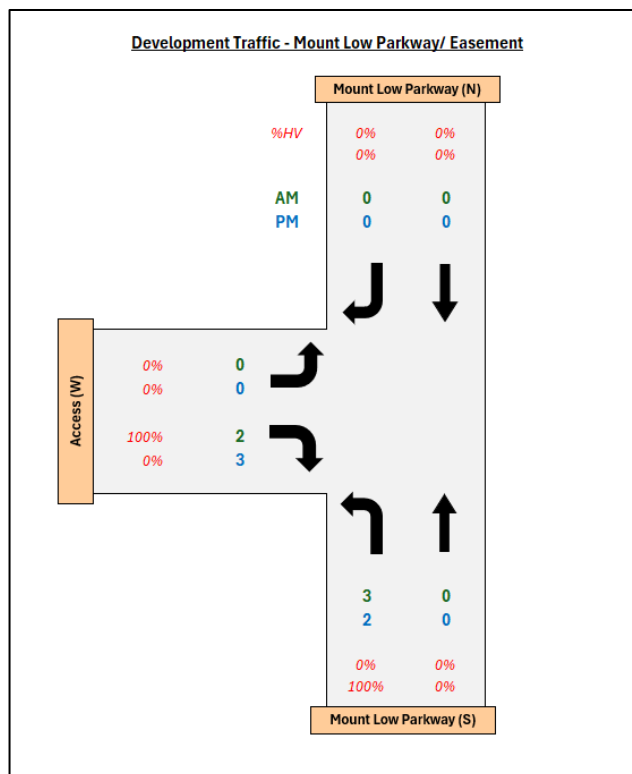 Development Traffic - Mount Low Parkway/ Easement
Mount Low Parkway (N)
%HV 0% 0%
0% 0%
AM 0 0
PM 0 0
Access (W)
0% 0
0% 0
100% 2
0% 3
3 0
2 0
0% 0%
100% 0%
Mount Low Parkway (S)